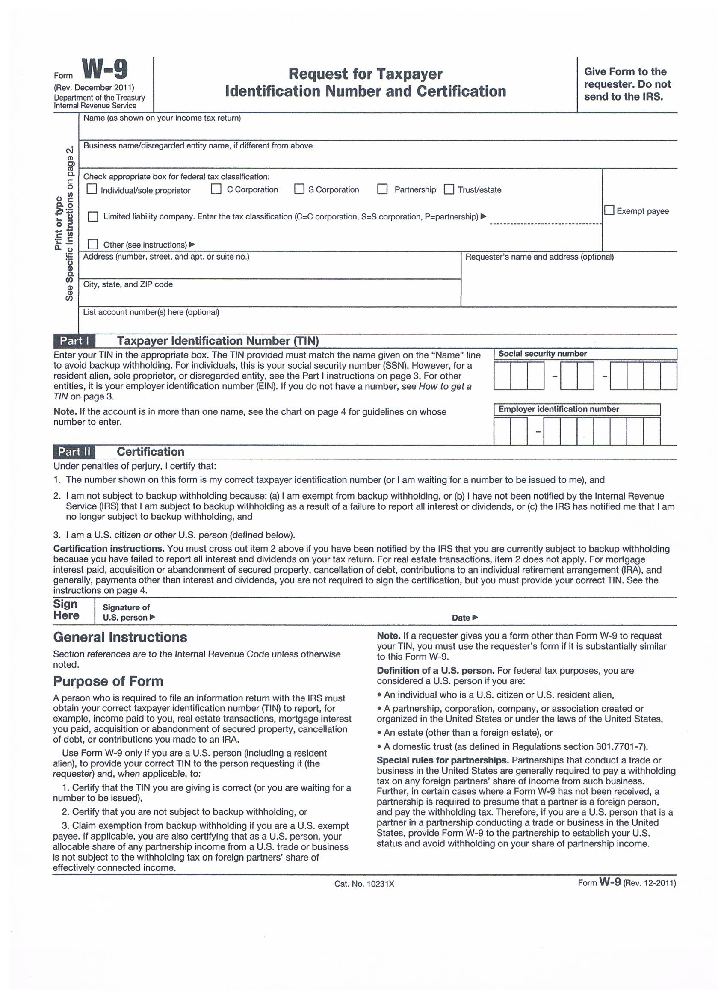 Form W-9
(Rev. December 2011)
Department of the Treasury
Internal Revenue Service
Request for Taxpayer
Identification Number and Certification
Give Form to the
requester. Do not
send to the IRS.
Print or type
See Specific Instructions on page 2.
Name (as shown on your income tax return)
Business name/disregarded entity name, if different from above
Check appropriate box for federal tax classification:
Individual/sole proprietor C Corporation S Corporation Partnership Trust/estate
Limited liability company. Enter the tax classification (C=C corporation, S=S corporation, P=partnership) ▶
Exempt payee
Other (see instructions) ▶
Address (number, street, and apt. or suite no.)
Requester's name and address (optional)
City, state, and ZIP code
List account number(s) here (optional)
Part I Taxpayer Identification Number (TIN)
Enter your TIN in the appropriate box. The TIN provided must match the name given on the “Name” line
to avoid backup withholding. For individuals, this is your social security number (SSN). However, for a
resident alien, sole proprietor, or disregarded entity, see the Part I instructions on page 3. For other
entities, it is your employer identification number (EIN). If you do not have a number, see How to get a
TIN on page 3.
Note. If the account is in more than one name, see the chart on page 4 for guidelines on whose
number to enter.
Social security number
– –
Employer identification number
–
Part II Certification
Under penalties of perjury, I certify that:
1. The number shown on this form is my correct taxpayer identification number (or I am waiting for a number to be issued to me), and
2. I am not subject to backup withholding because: (a) I am exempt from backup withholding, or (b) I have not been notified by the Internal Revenue
Service (IRS) that I am subject to backup withholding as a result of a failure to report all interest or dividends, or (c) the IRS has notified me that I am
no longer subject to backup withholding, and
3. I am a U.S. citizen or other U.S. person (defined below).
Certification instructions. You must cross out item 2 above if you have been notified by the IRS that you are currently subject to backup withholding
because you have failed to report all interest and dividends on your tax return. For real estate transactions, item 2 does not apply. For mortgage
interest paid, acquisition or abandonment of secured property, cancellation of debt, contributions to an individual retirement arrangement (IRA), and
generally, payments other than interest and dividends, you are not required to sign the certification, but you must provide your correct TIN. See the
instructions on page 4.
Sign
Here
Signature of
U.S. person ▶
Date ▶
General Instructions
Section references are to the Internal Revenue Code unless otherwise
noted.
Purpose of Form
A person who is required to file an information return with the IRS must
obtain your correct taxpayer identification number (TIN) to report, for
example, income paid to you, real estate transactions, mortgage interest
you paid, acquisition or abandonment of secured property, cancellation
of debt, or contributions you made to an IRA.
Use Form W-9 only if you are a U.S. person (including a resident
alien), to provide your correct TIN to the person requesting it (the
requester) and, when applicable, to:
1. Certify that the TIN you are giving is correct (or you are waiting for a
number to be issued),
2. Certify that you are not subject to backup withholding, or
3. Claim exemption from backup withholding if you are a U.S. exempt
payee. If applicable, you are also certifying that as a U.S. person, your
allocable share of any partnership income from a U.S. trade or business
is not subject to the withholding tax on foreign partners' share of
effectively connected income.
Note. If a requester gives you a form other than Form W-9 to request
your TIN, you must use the requester's form if it is substantially similar
to this Form W-9.
Definition of a U.S. person. For federal tax purposes, you are
considered a U.S. person if you are:
• An individual who is a U.S. citizen or U.S. resident alien,
• A partnership, corporation, company, or association created or
organized in the United States or under the laws of the United States,
• An estate (other than a foreign estate), or
• A domestic trust (as defined in Regulations section 301.7701-7).
Special rules for partnerships. Partnerships that conduct a trade or
business in the United States are generally required to pay a withholding
tax on any foreign partners' share of income from such business.
Further, in certain cases where a Form W-9 has not been received, a
partnership is required to presume that a partner is a foreign person,
and pay the withholding tax. Therefore, if you are a U.S. person that is a
partner in a partnership conducting a trade or business in the United
States, provide Form W-9 to the partnership to establish your U.S.
status and avoid withholding on your share of partnership income.
Cat. No. 10231X
Form W-9 (Rev. 12-2011)